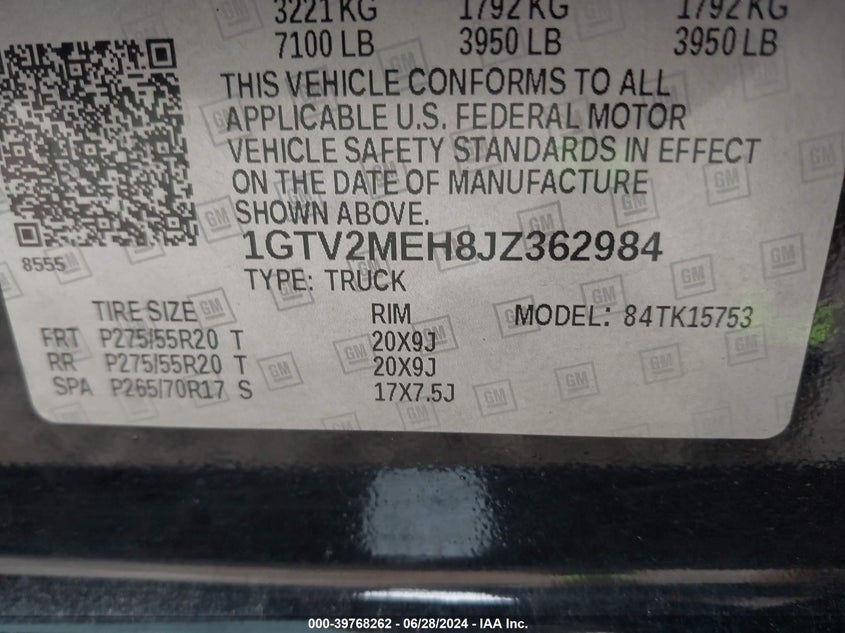 3221 KG 1792 KG 1792 KG
7100 LB 3950 LB 3950 LB
THIS VEHICLE CONFORMS TO ALL
APPLICABLE U.S. FEDERAL MOTOR
VEHICLE SAFETY STANDARDS IN EFFECT
ON THE DATE OF MANUFACTURE
SHOWN ABOVE.
8555
1GTV2MEH8JZ362984
TYPE: TRUCK
TIRE SIZE RIM MODEL: 84TK15753
FRT P275/55R20 T 20X9J
RR P275/55R20 T 20X9J
SPA P265/70R17 S 17X7.5J
000-39768262 - 06/28/2024 - IAA Inc.